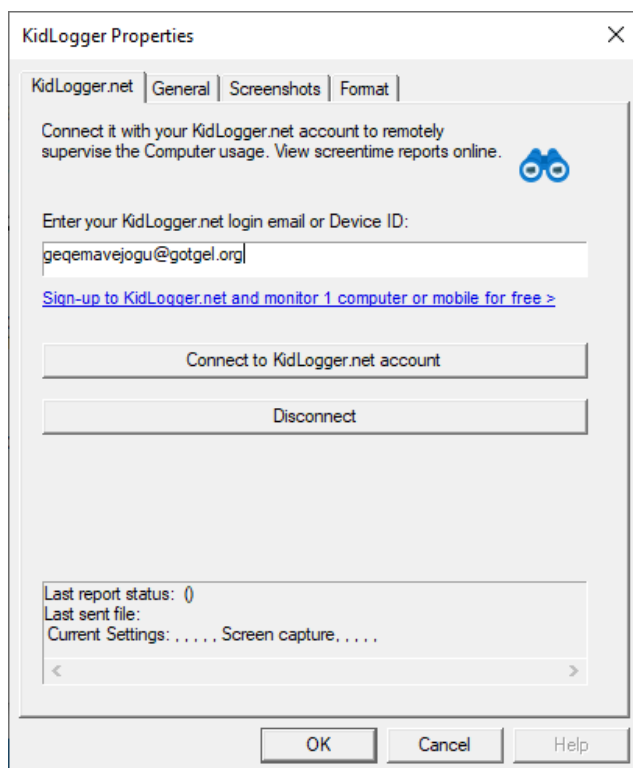 KidLogger Properties
KidLogger.net General Screenshots Format
Connect it with your KidLogger.net account to remotely
supervise the Computer usage. View screentime reports online.
Enter your KidLogger.net login email or Device ID:
geqemavejogu@gotgel.org
Sign-up to KidLogger.net and monitor 1 computer or mobile for free >
Connect to KidLogger.net account
Disconnect
Last report status: ()
Last sent file:
Current Settings: , , , , , Screen capture, , , , ,
OK Cancel Help